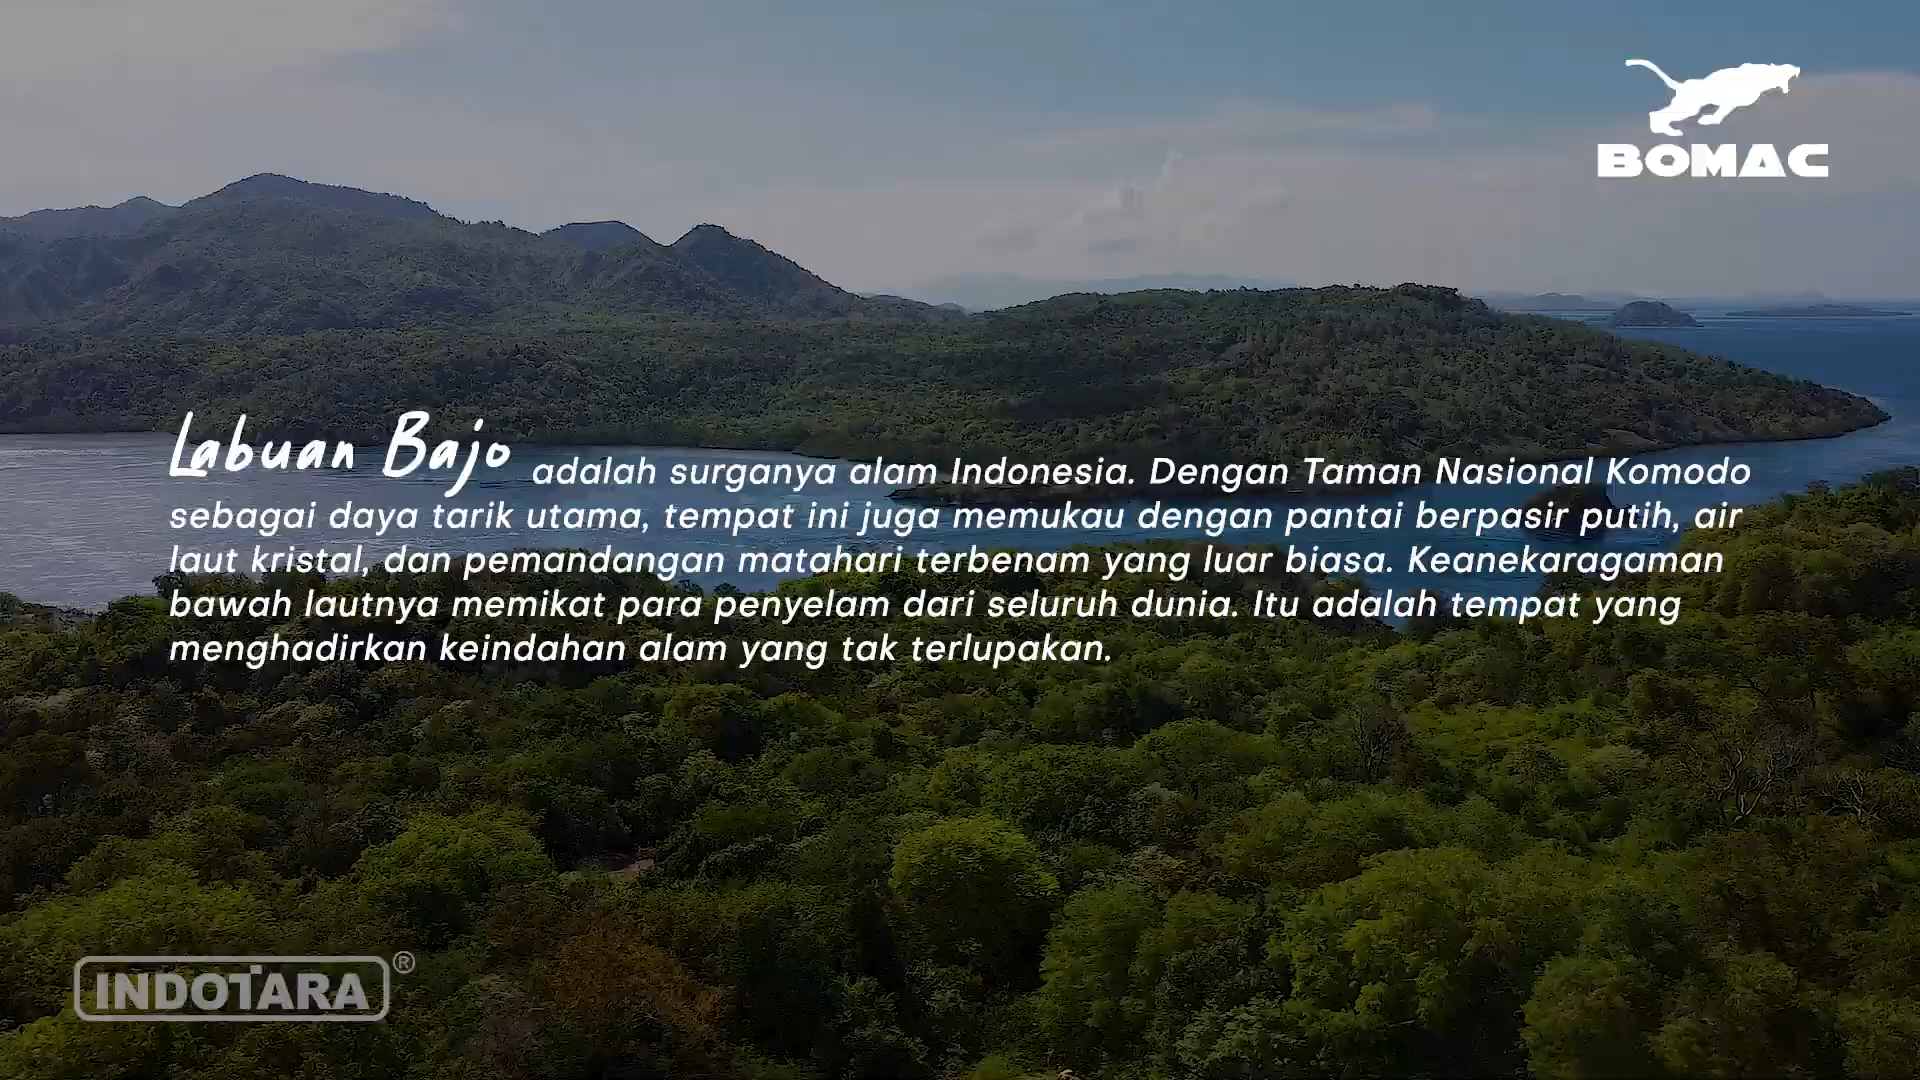 BOMAC
Labuan Bajo adalah surganya alam Indonesia. Dengan Taman Nasional Komodo
sebagai daya tarik utama, tempat ini juga memukau dengan pantai berpasir putih, air
laut kristal, dan pemandangan matahari terbenam yang luar biasa. Keanekaragaman
bawah lautnya memikat para penyelam dari seluruh dunia. Itu adalah tempat yang
menghadirkan keindahan alam yang tak terlupakan.
INDOTARA®